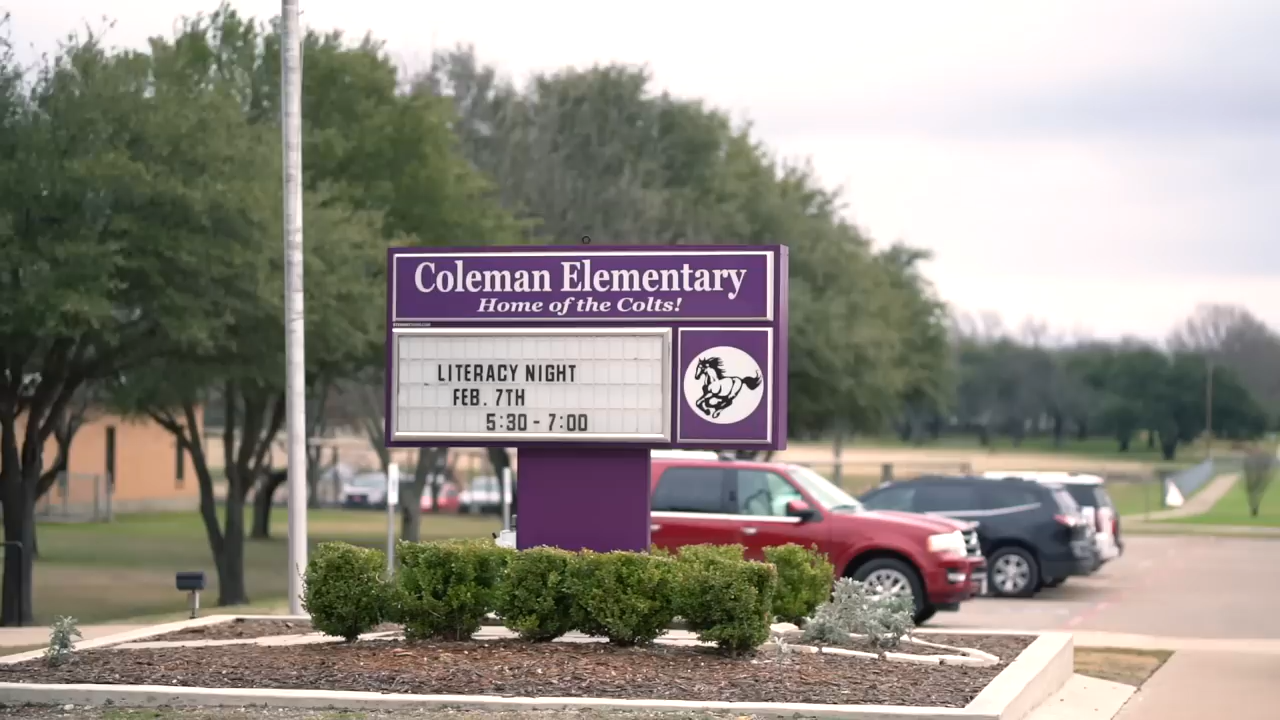 Coleman Elementary
Home of the Colts!
LITERACY NIGHT
FEB. 7TH
5:30 - 7:00